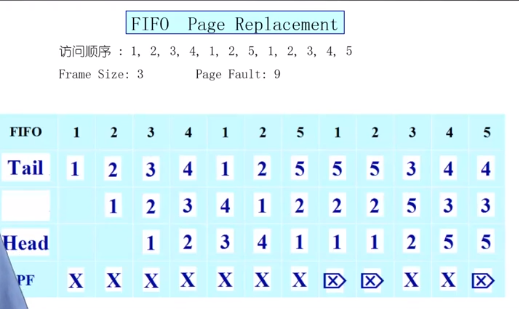 FIFO Page Replacement
访问顺序 : 1, 2, 3, 4, 1, 2, 5, 1, 2, 3, 4, 5
Frame Size: 3 Page Fault: 9
FIFO 1 2 3 4 1 2 5 1 2 3 4 5
Tail 1 2 3 4 1 2 5 5 5 3 4 4
1 2 3 4 1 2 2 2 5 3 3
Head 1 2 3 4 1 1 1 2 5 5
PF X X X X X X X ⌦ ⌦ X X ⌦